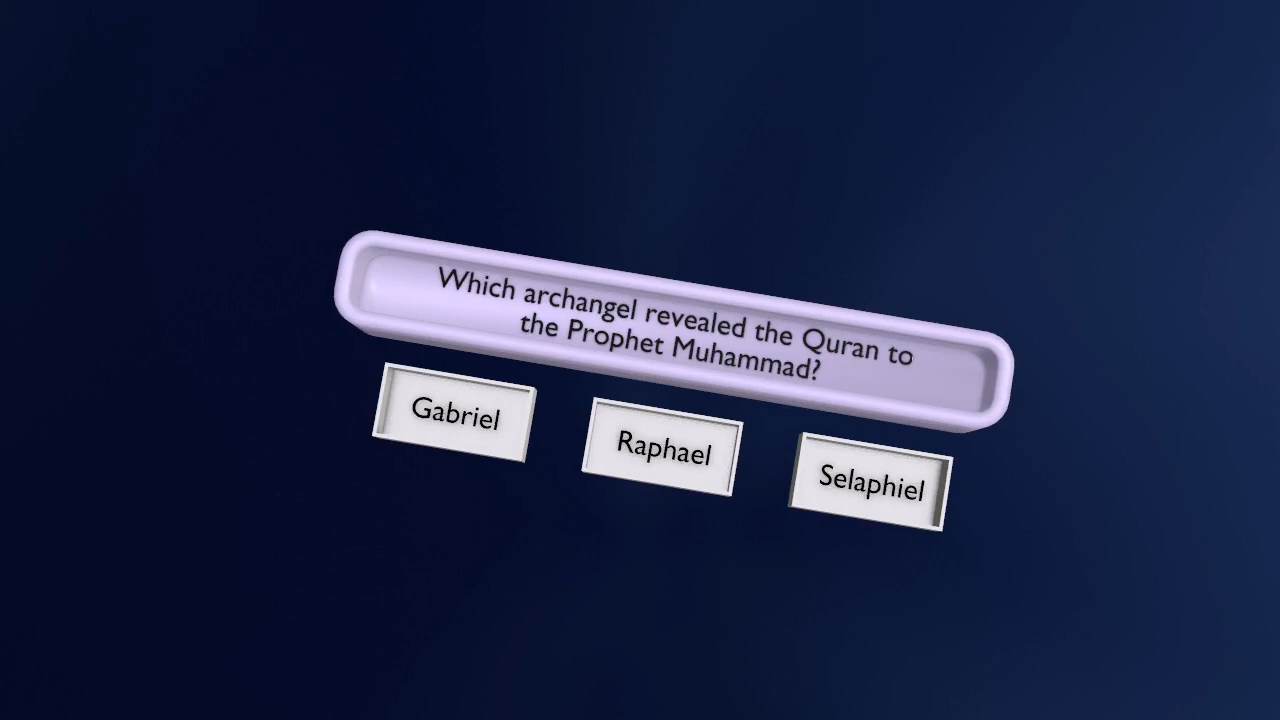 Which archangel revealed the Quran to
the Prophet Muhammad?
Gabriel
Raphael
Selaphiel